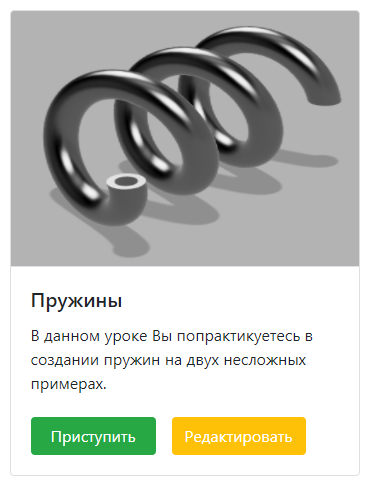 Пружины
В данном уроке Вы попрактикуетесь в
создании пружин на двух несложных
примерах.
Приступить
Редактировать